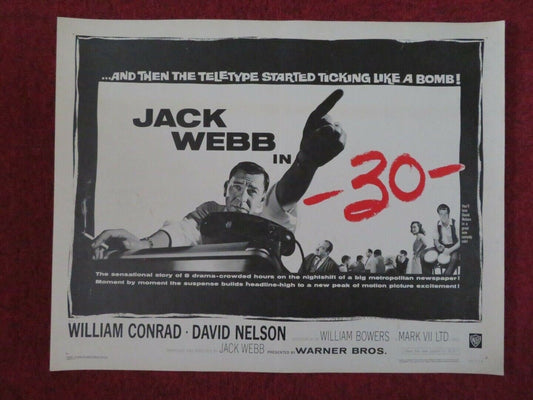 ...AND THEN THE TELETYPE STARTED TICKING LIKE A BOMB!
JACK
WEBB
IN
-30-
The sensational story of 8 drama-crowded hours on the nightshift of a big metropolitan newspaper!
Moment by moment the suspense builds headline-high to a new peak of motion picture excitement!
WILLIAM CONRAD · DAVID NELSON
WILLIAM BOWERS
MARK VII LTD.
JACK WEBB
PRESENTED BY WARNER BROS.